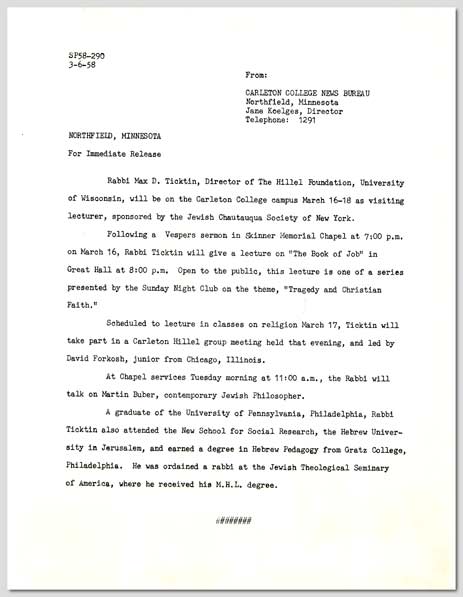 SP58-290
3-6-58
From:
CARLETON COLLEGE NEWS BUREAU
Northfield, Minnesota
Jane Keelges, Director
Telephone: 1291
NORTHFIELD, MINNESOTA
For Immediate Release
Rabbi Max D. Ticktin, Director of The Hillel Foundation, University
of Wisconsin, will be on the Carleton College campus March 16-18 as visiting
lecturer, sponsored by the Jewish Chautauqua Society of New York.
Following a Vespers sermon in Skinner Memorial Chapel at 7:00 p.m.
on March 16, Rabbi Ticktin will give a lecture on "The Book of Job" in
Great Hall at 8:00 p.m. Open to the public, this lecture is one of a series
presented by the Sunday Night Club on the theme, "Tragedy and Christian
Faith."
Scheduled to lecture in classes on religion March 17, Ticktin will
take part in a Carleton Hillel group meeting held that evening, and led by
David Forkosh, junior from Chicago, Illinois.
At Chapel services Tuesday morning at 11:00 a.m., the Rabbi will
talk on Martin Buber, contemporary Jewish Philosopher.
A graduate of the University of Pennsylvania, Philadelphia, Rabbi
Ticktin also attended the New School for Social Research, the Hebrew Univer-
sity in Jerusalem, and earned a degree in Hebrew Pedagogy from Gratz College,
Philadelphia. He was ordained a rabbi at the Jewish Theological Seminary
of America, where he received his M.H.L. degree.
########